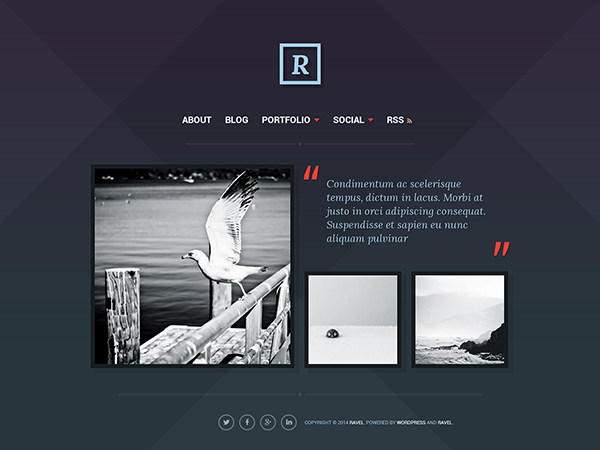 R
ABOUT BLOG PORTFOLIO SOCIAL RSS
“
Condimentum ac scelerisque
tempus, dictum in lacus. Morbi at
justo in orci adipiscing consequat.
Suspendisse et sapien eu nunc
aliquam pulvinar
”
COPYRIGHT © 2014 RAVEL. POWERED BY WORDPRESS AND RAVEL.